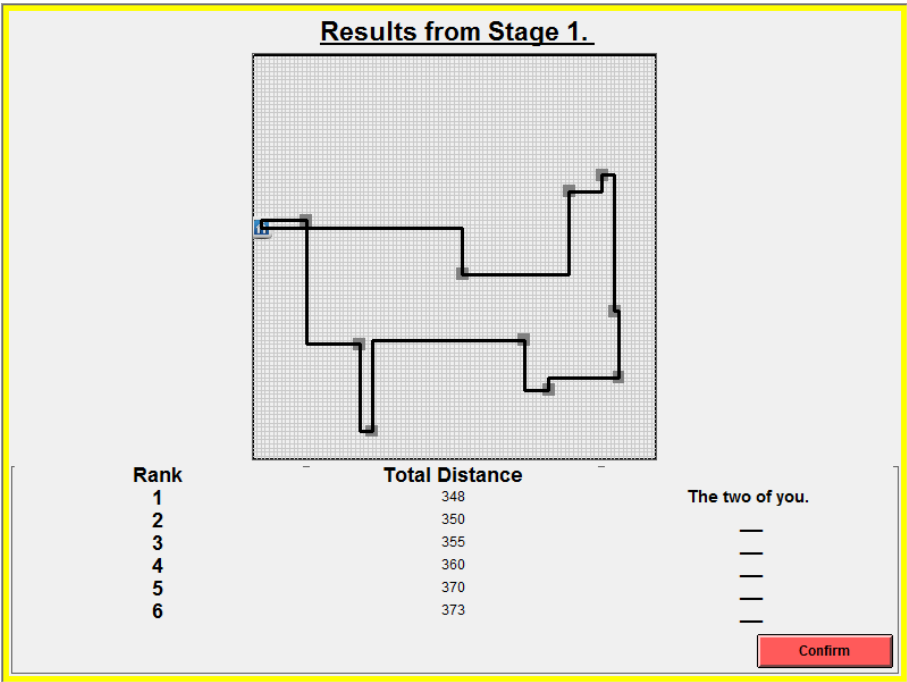 Results from Stage 1.
Rank Total Distance
1 348 The two of you.
2 350
3 355
4 360
5 370
6 373
Confirm